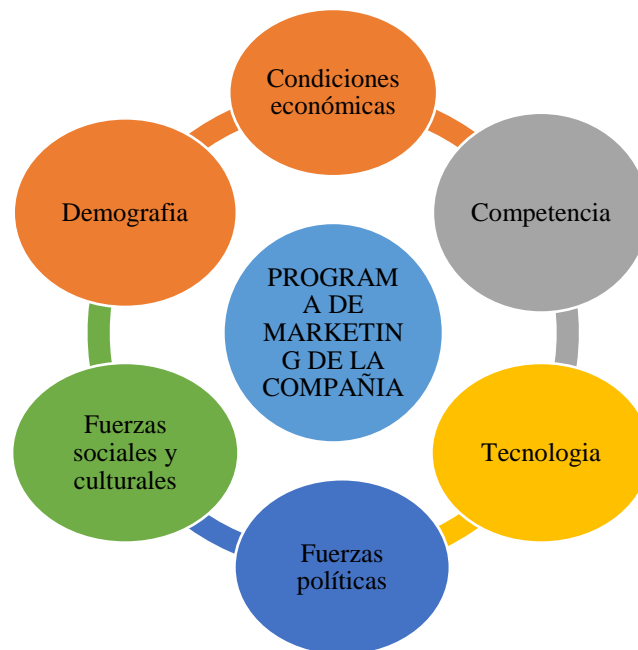 Condiciones
económicas
Demografia
Competencia
PROGRAM
A DE
MARKETIN
G DE LA
COMPAÑIA
Fuerzas
sociales y
culturales
Tecnologia
Fuerzas
políticas